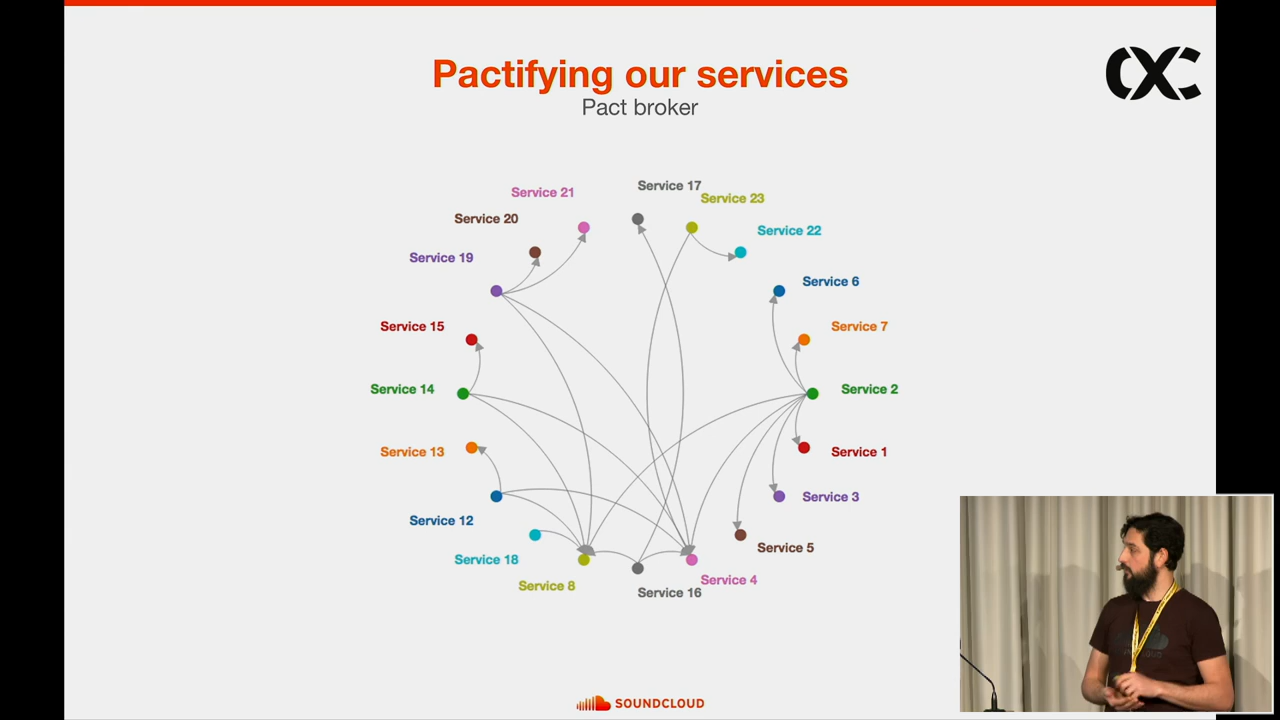 Pactifying our services
Pact broker
CXC
Service 17
Service 21
Service 23
Service 20
Service 22
Service 19
Service 6
Service 15
Service 7
Service 14
Service 2
Service 13
Service 1
Service 3
Service 12
Service 5
Service 18
Service 4
Service 8
Service 16
SOUNDCLOUD